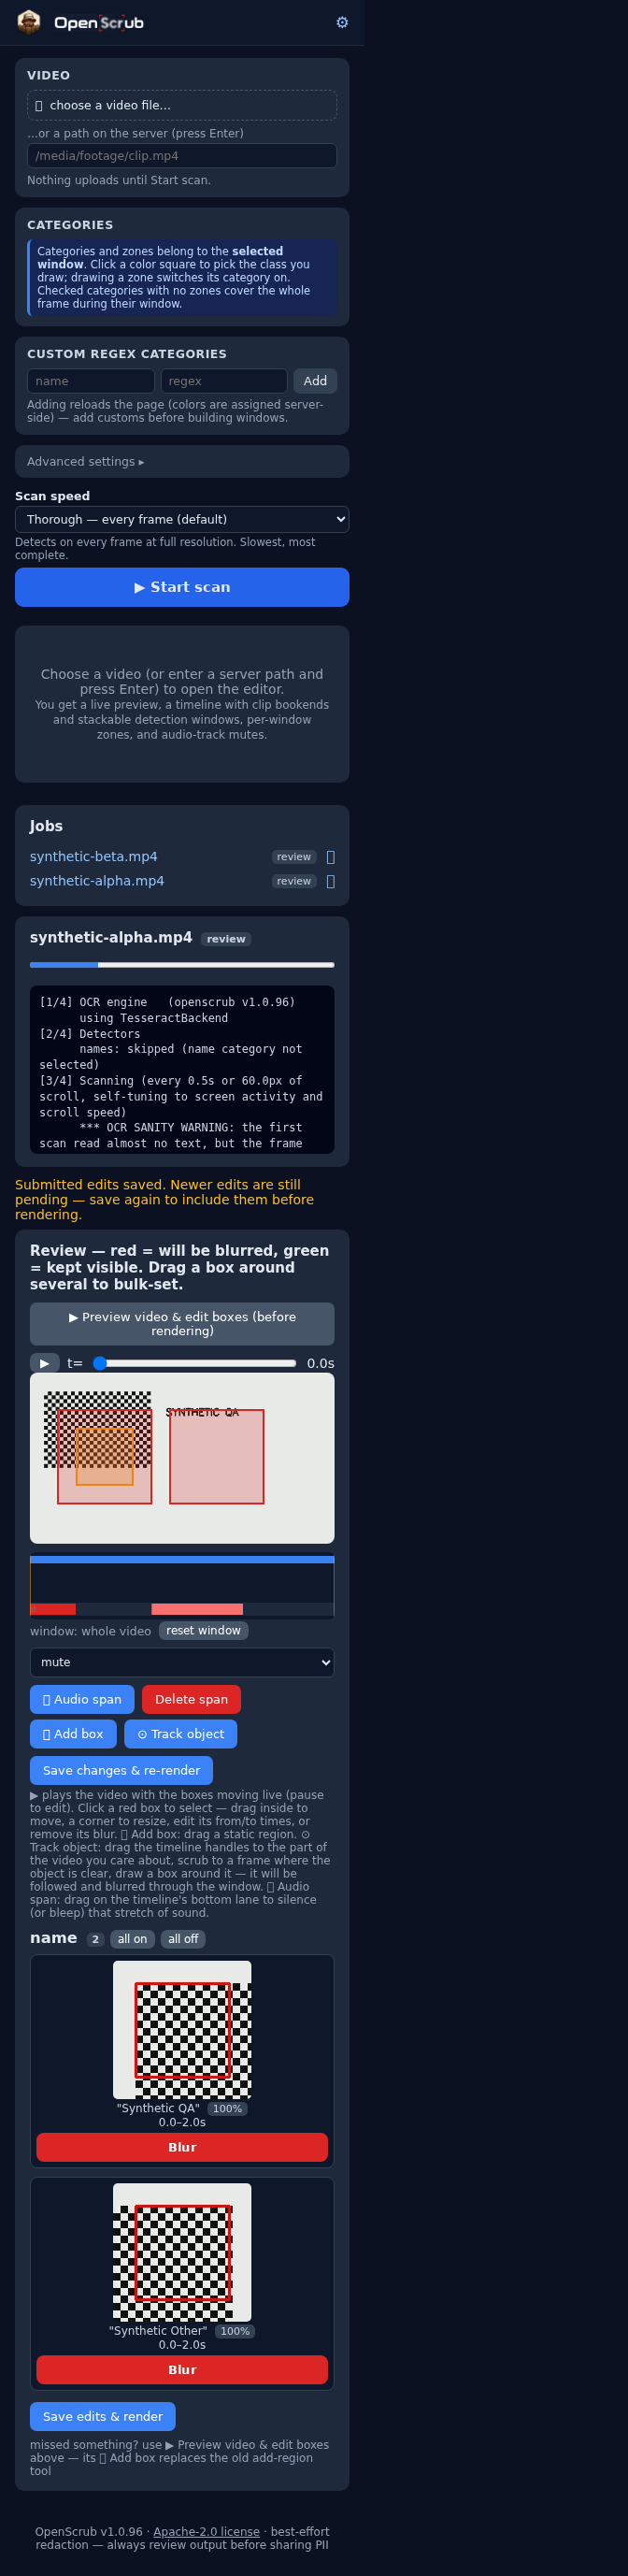 OpenScrub
VIDEO
choose a video file...
...or a path on the server (press Enter)
/media/footage/clip.mp4
Nothing uploads until Start scan.
CATEGORIES
Categories and zones belong to the selected
window. Click a color square to pick the class you
draw; drawing a zone switches its category on.
Checked categories with no zones cover the whole
frame during their window.
CUSTOM REGEX CATEGORIES
name regex Add
Adding reloads the page (colors are assigned server-
side) — add customs before building windows.
Advanced settings ▸
Scan speed
Thorough — every frame (default)
Detects on every frame at full resolution. Slowest, most
complete.
▶ Start scan
Choose a video (or enter a server path and
press Enter) to open the editor.
You get a live preview, a timeline with clip bookends
and stackable detection windows, per-window
zones, and audio-track mutes.
Jobs
synthetic-beta.mp4 review
synthetic-alpha.mp4 review
synthetic-alpha.mp4 review
[1/4] OCR engine (openscrub v1.0.96)
using TesseractBackend
[2/4] Detectors
names: skipped (name category not
selected)
[3/4] Scanning (every 0.5s or 60.0px of
scroll, self-tuning to screen activity and
scroll speed)
*** OCR SANITY WARNING: the first
scan read almost no text, but the frame
Submitted edits saved. Newer edits are still
pending — save again to include them before
rendering.
Review — red = will be blurred, green
= kept visible. Drag a box around
several to bulk-set.
▶ Preview video & edit boxes (before
rendering)
▶ t= 0.0s
SYNTHETIC QA
window: whole video reset window
mute
Audio span Delete span
Add box ⊙ Track object
Save changes & re-render
▶ plays the video with the boxes moving live (pause
to edit). Click a red box to select — drag inside to
move, a corner to resize, edit its from/to times, or
remove its blur. Add box: drag a static region. ⊙
Track object: drag the timeline handles to the part of
the video you care about, scrub to a frame where the
object is clear, draw a box around it — it will be
followed and blurred through the window. Audio
span: drag on the timeline's bottom lane to silence
(or bleep) that stretch of sound.
name 2 all on all off
"Synthetic QA" 100%
0.0–2.0s
Blur
"Synthetic Other" 100%
0.0–2.0s
Blur
Save edits & render
missed something? use ▶ Preview video & edit boxes
above — its Add box replaces the old add-region
tool
OpenScrub v1.0.96 · Apache-2.0 license · best-effort
redaction — always review output before sharing PII